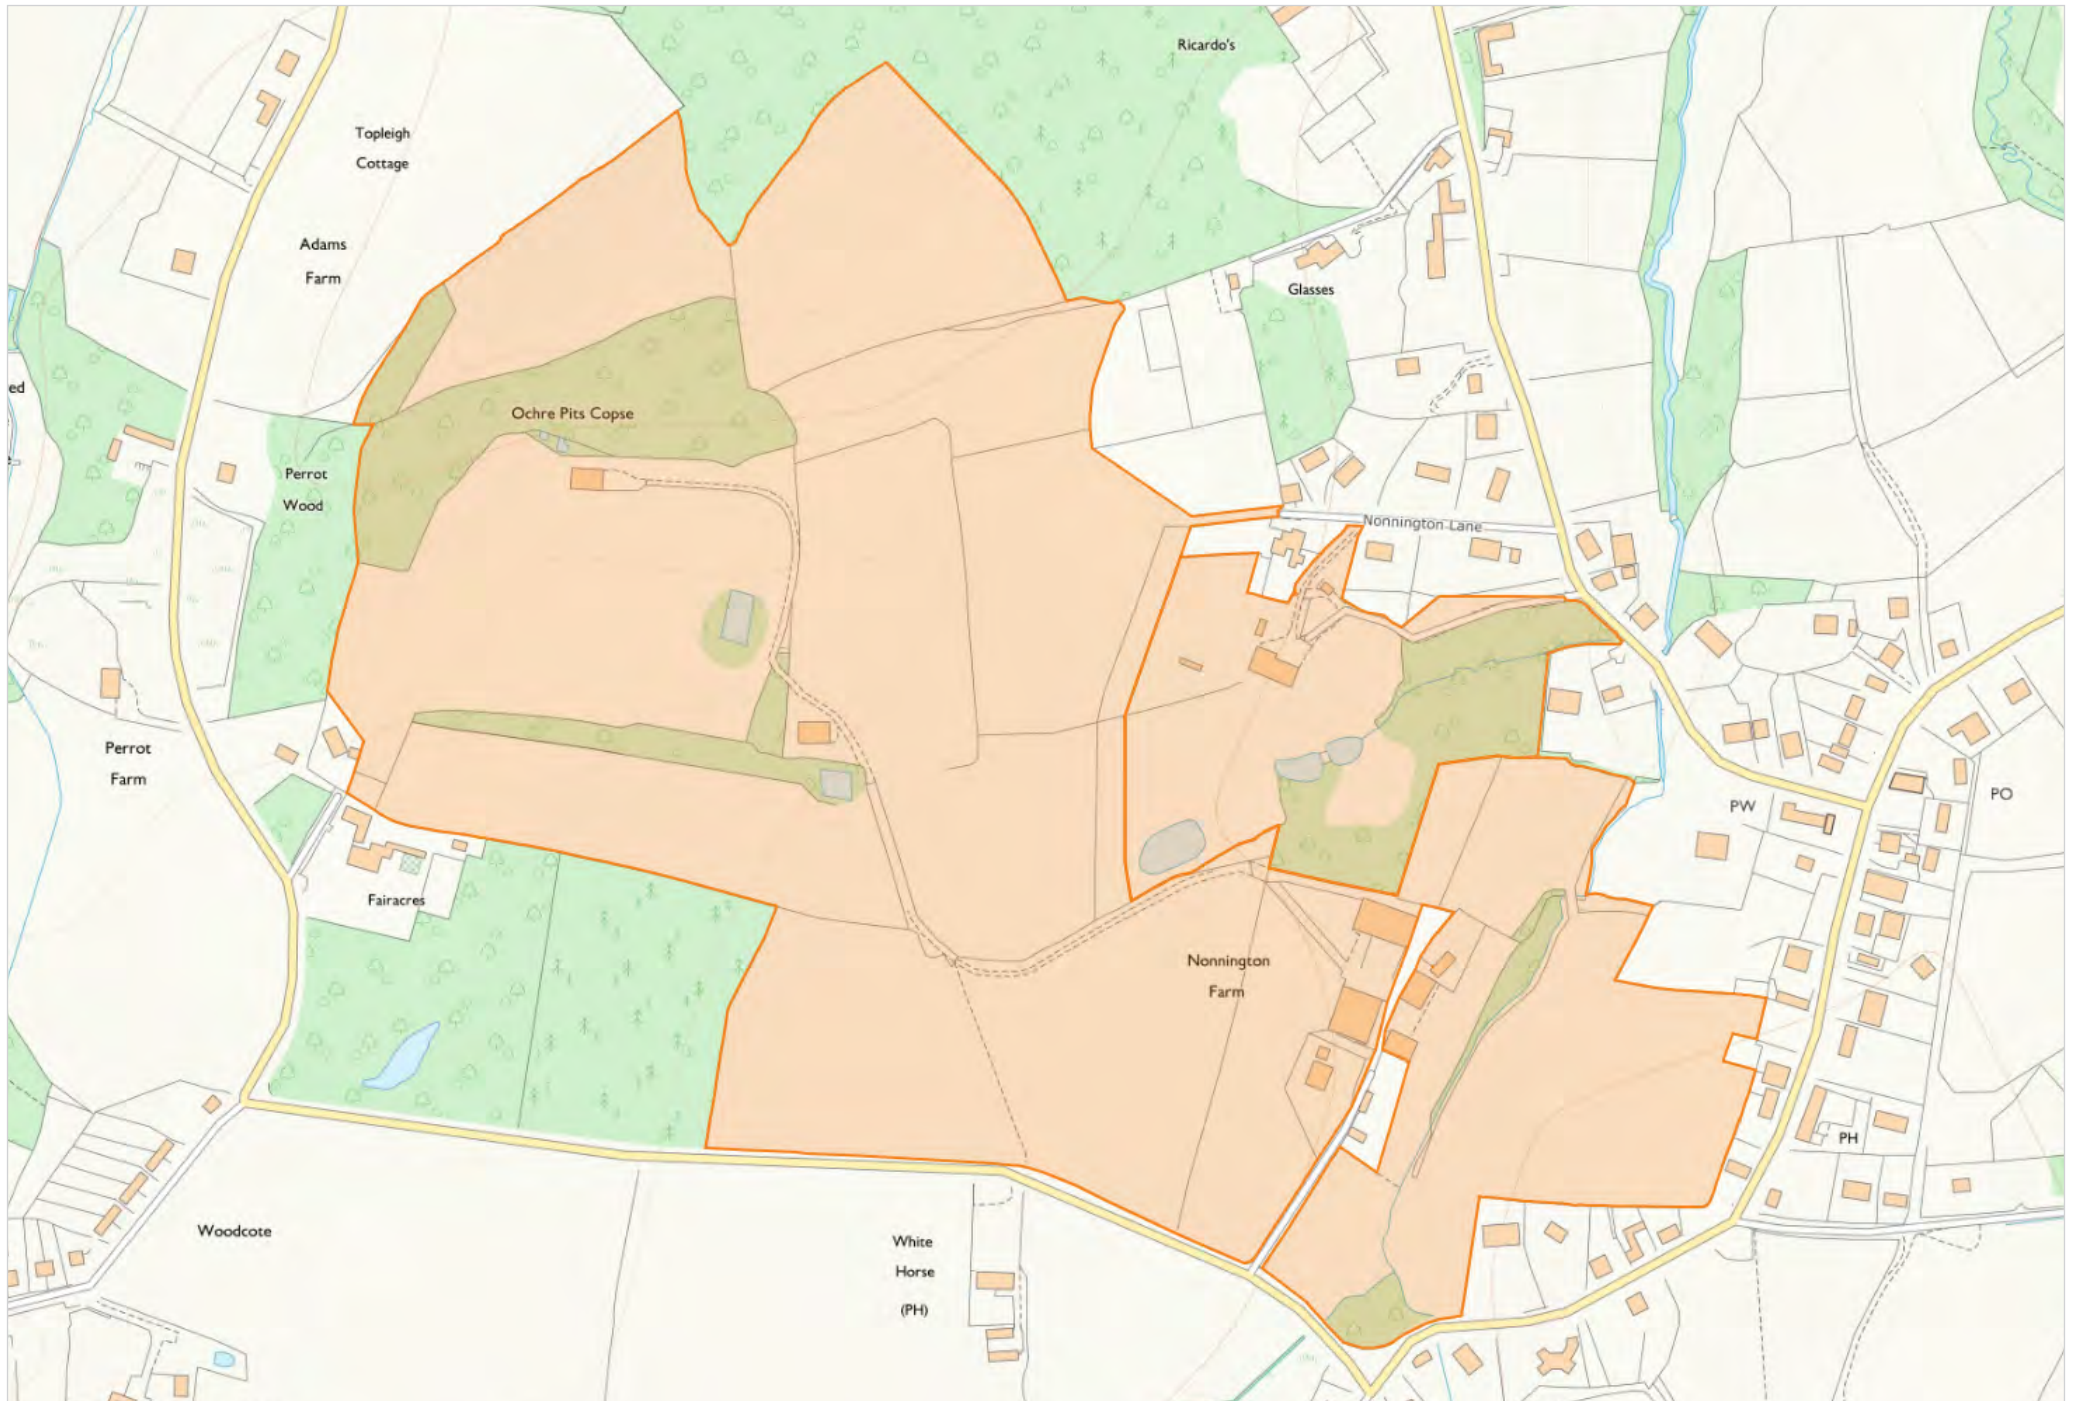 Ricardo's
Topleigh
Cottage
Adams
Farm
Glasses
ed
Ochre Pits Copse
Perrot
Wood
Nonnington Lane
Perrot
Farm
PO
PW
Fairacres
Nonnington
Farm
PH
Woodcote
White
Horse
(PH)